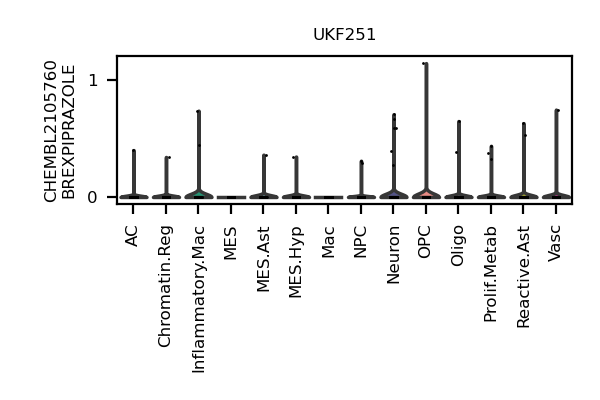 UKF251
CHEMBL2105760
BREXPIPRAZOLE
1
0
AC
Chromatin.Reg
Inflammatory.Mac
MES
MES.Ast
MES.Hyp
Mac
NPC
Neuron
OPC
Oligo
Prolif.Metab
Reactive.Ast
Vasc